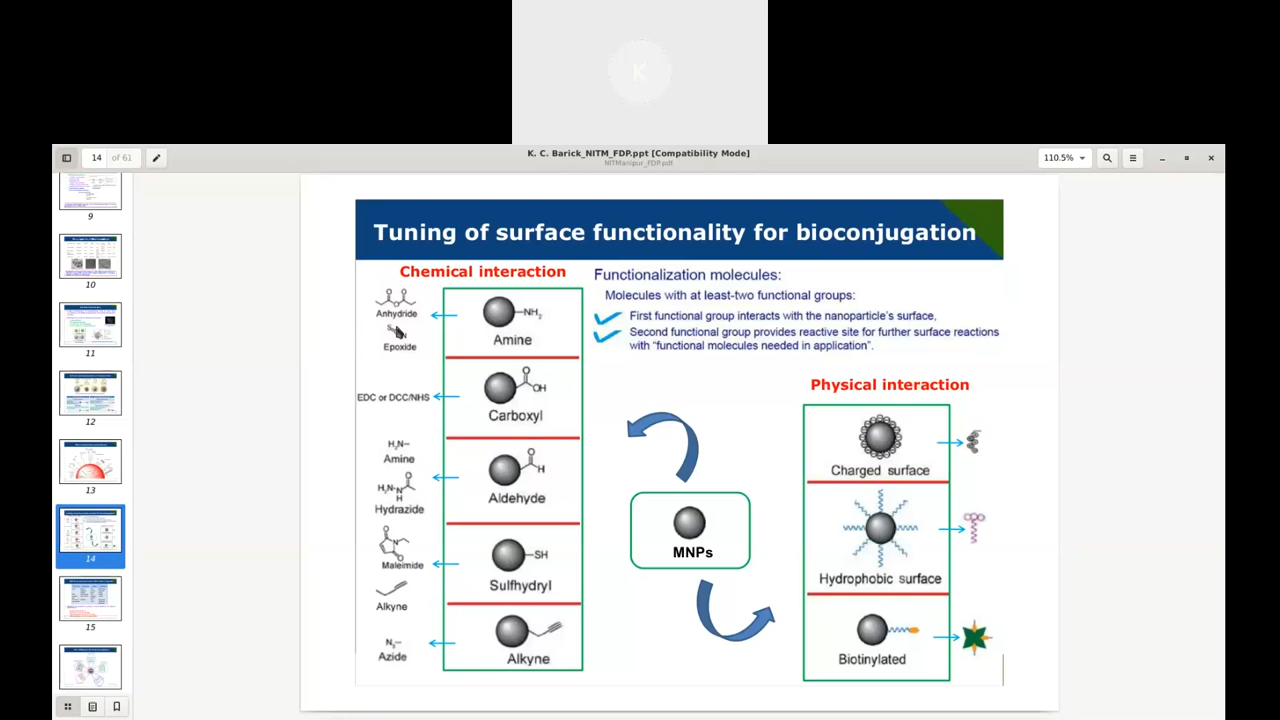 K
14 of 61
K. C. Barick_NITM_FDP.ppt [Compatibility Mode]
NITManipur_FDP.pdf
110.5%
9
10
11
12
13
14
15
Tuning of surface functionality for bioconjugation
Chemical interaction
Anhydride
Epoxide
NH2
Amine
EDC or DCC/NHS
O
OH
Carboxyl
H2N
Amine
H2N
N
H
O
Hydrazide
O
H
Aldehyde
O
N
O
Maleimide
Alkyne
SH
Sulfhydryl
N3
Azide
Alkyne
Functionalization molecules:
Molecules with at least-two functional groups:
First functional group interacts with the nanoparticle's surface,
Second functional group provides reactive site for further surface reactions
with "functional molecules needed in application".
MNPs
Physical interaction
Charged surface
Hydrophobic surface
Biotinylated